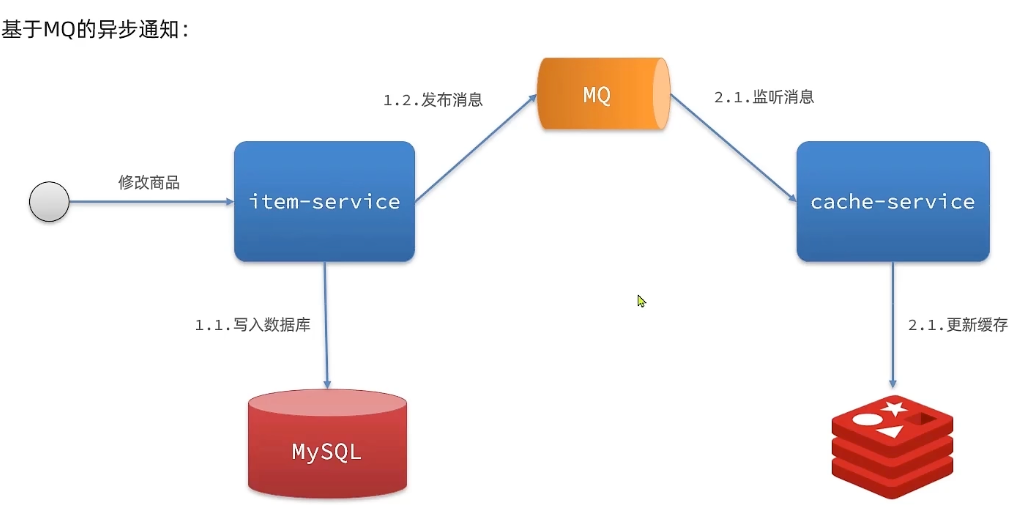 基于MQ的异步通知：
MQ
1.2.发布消息
2.1.监听消息
修改商品
item-service
cache-service
1.1.写入数据库
2.1.更新缓存
MySQL